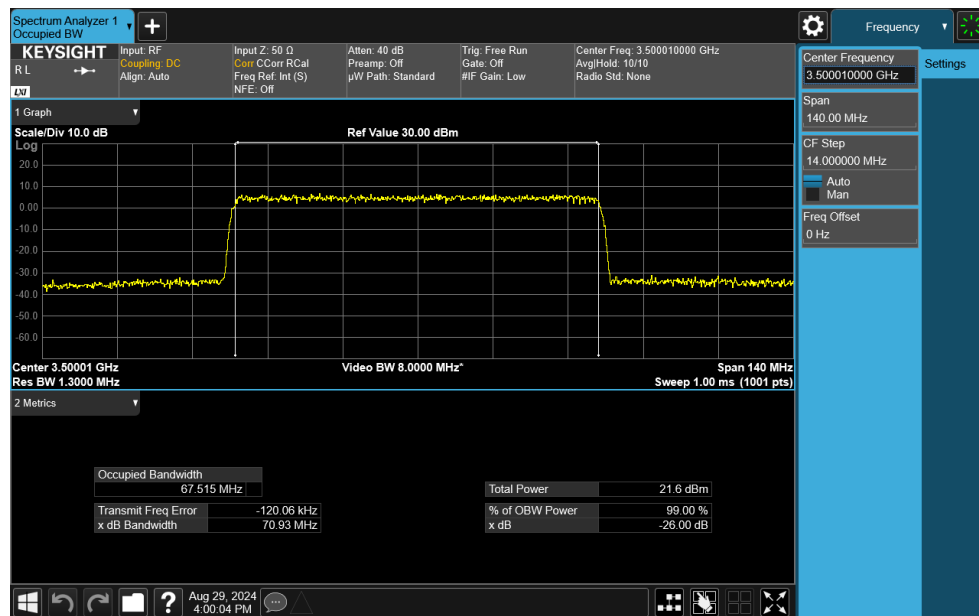 Spectrum Analyzer 1
Occupied BW
+
Frequency
KEYSIGHT
R L
LXI
Input: RF
Coupling: DC
Align: Auto
Input Z: 50 Ω
Corr CCorr RCal
Freq Ref: Int (S)
NFE: Off
Atten: 40 dB
Preamp: Off
µW Path: Standard
Trig: Free Run
Gate: Off
#IF Gain: Low
Center Freq: 3.500010000 GHz
Avg|Hold: 10/10
Radio Std: None
Center Frequency
3.500010000 GHz
Settings
Span
140.00 MHz
CF Step
14.000000 MHz
Auto
Man
Freq Offset
0 Hz
1 Graph
Scale/Div 10.0 dB
Ref Value 30.00 dBm
Log
20.0
10.0
0.00
-10.0
-20.0
-30.0
-40.0
-50.0
-60.0
Center 3.50001 GHz
Video BW 8.0000 MHz*
Span 140 MHz
Res BW 1.3000 MHz
Sweep 1.00 ms (1001 pts)
2 Metrics
Occupied Bandwidth
67.515 MHz
Total Power 21.6 dBm
Transmit Freq Error -120.06 kHz
% of OBW Power 99.00 %
x dB Bandwidth 70.93 MHz
x dB -26.00 dB
?
Aug 29, 2024
4:00:04 PM